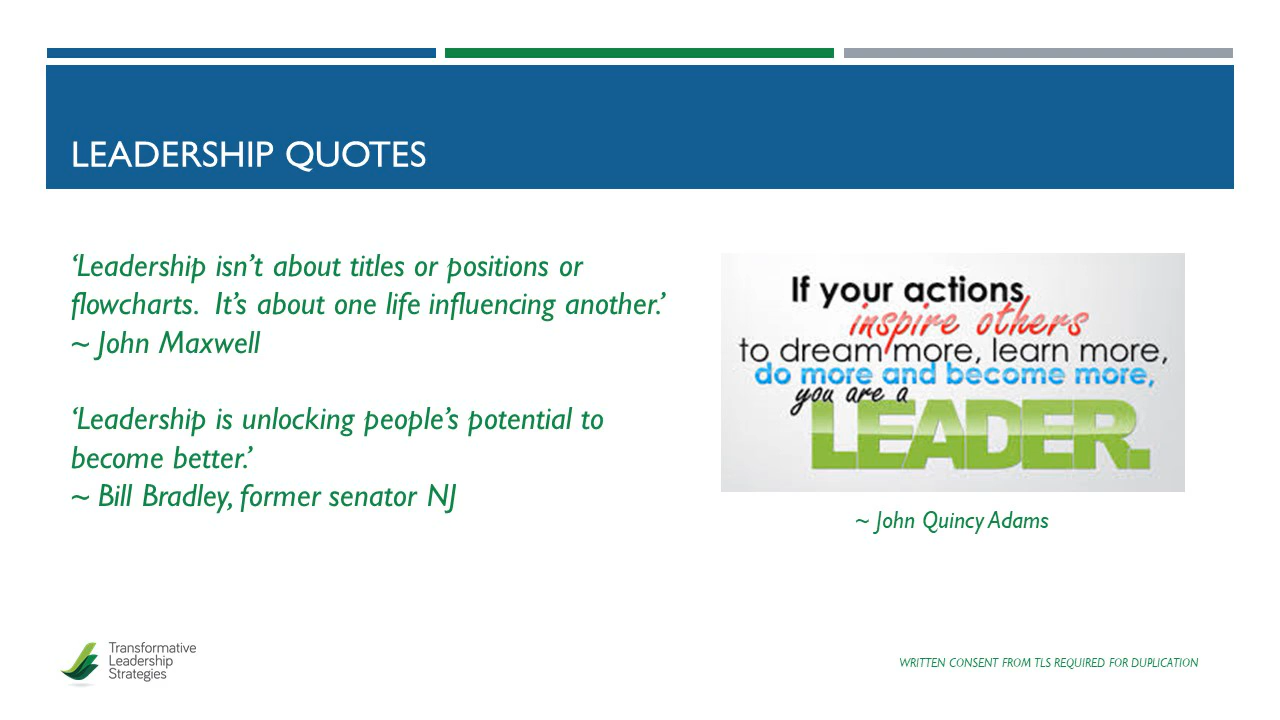 LEADERSHIP QUOTES
‘Leadership isn’t about titles or positions or
flowcharts.  It’s about one life influencing another.’
~ John Maxwell
‘Leadership is unlocking people’s potential to
become better.’
~ Bill Bradley, former senator NJ
If your actions
inspire others
to dream more, learn more,
do more and become more,
you are a
LEADER.
~ John Quincy Adams
Transformative
Leadership
Strategies
WRITTEN CONSENT FROM TLS REQUIRED FOR DUPLICATION